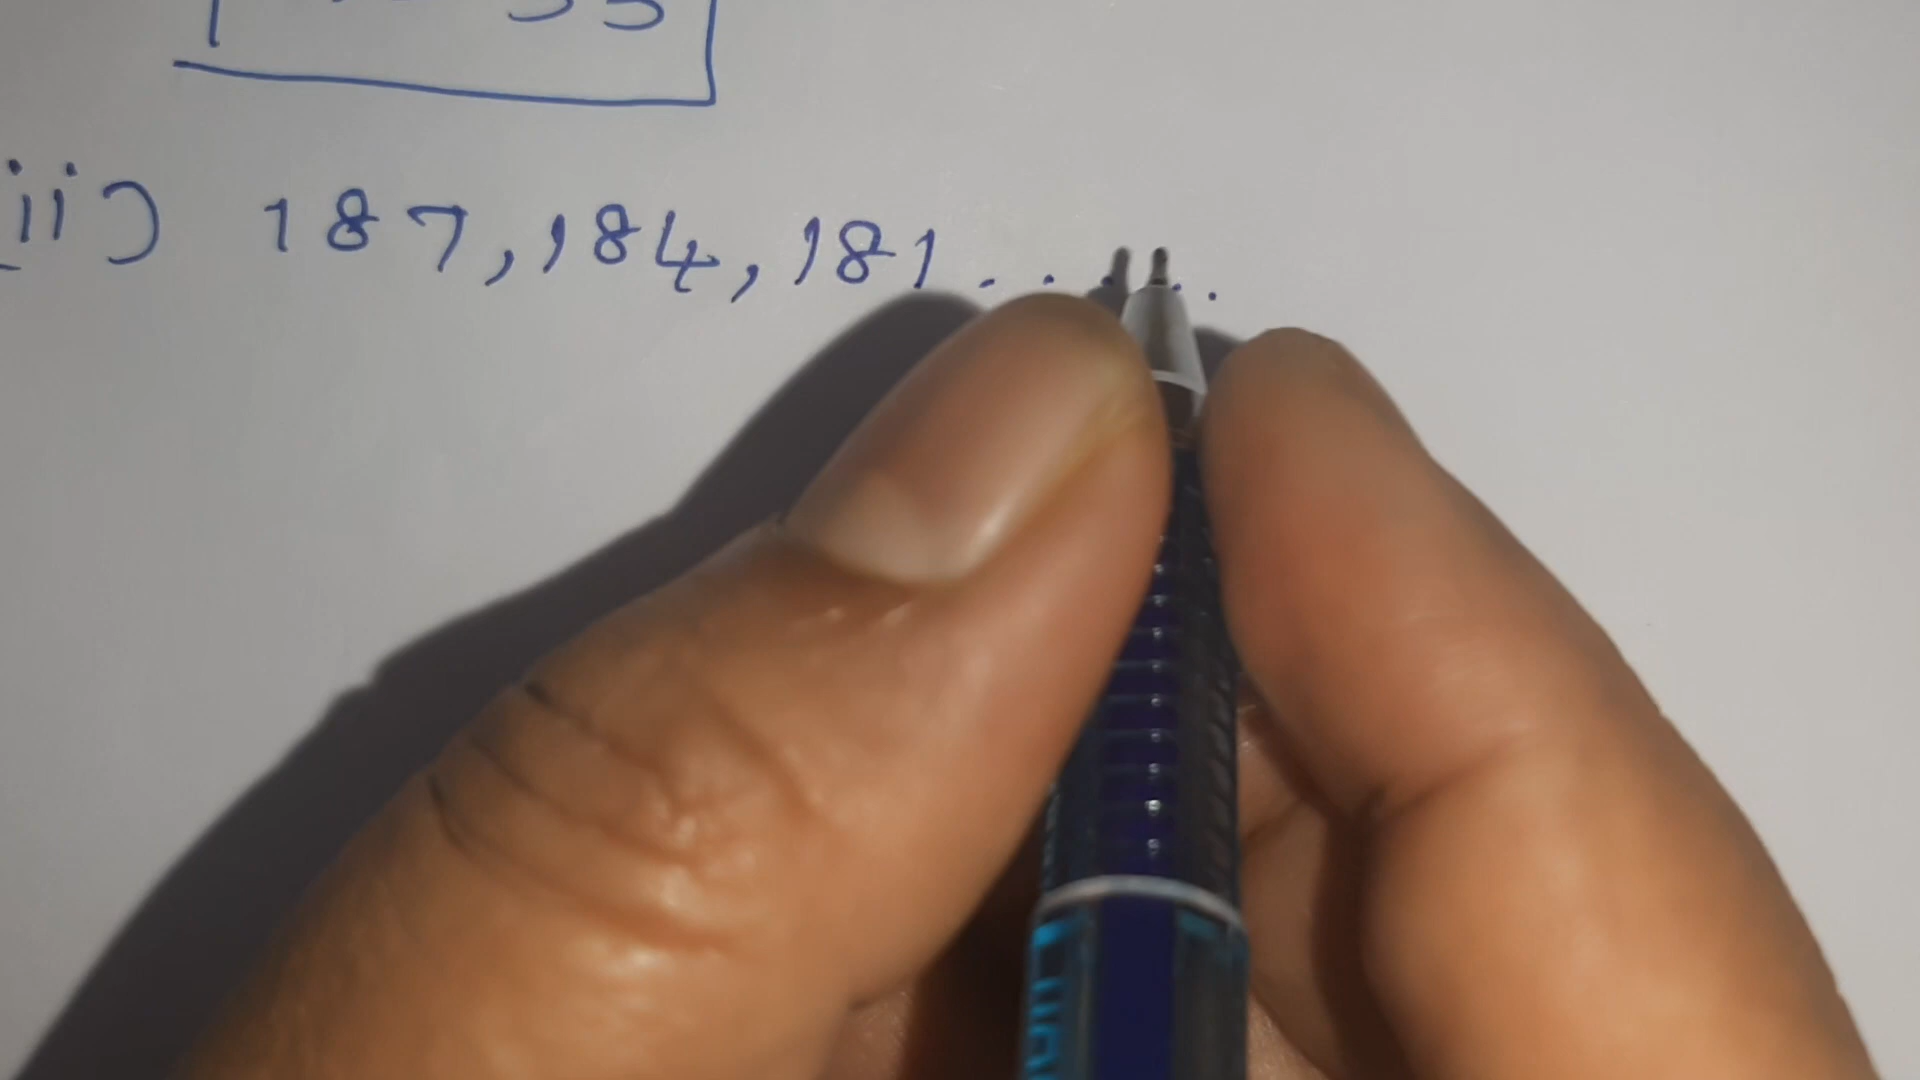 ii) 187, 184, 181 . . . . .